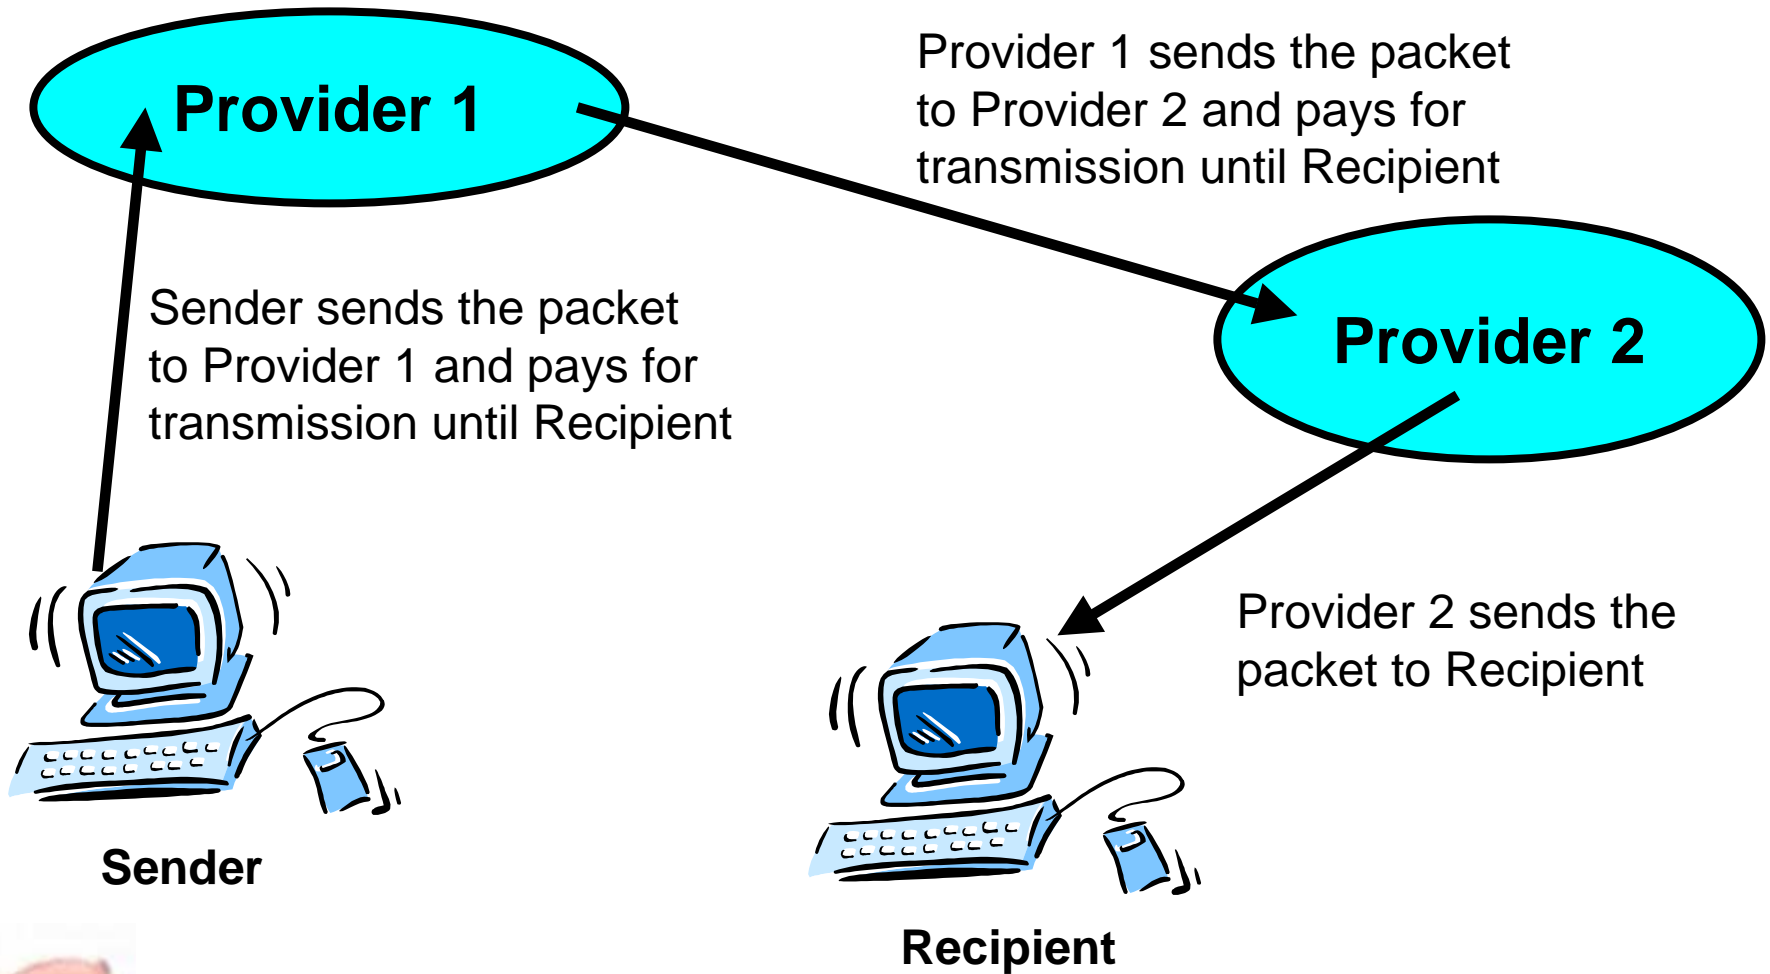 Provider 1
Provider 1 sends the packet
to Provider 2 and pays for
transmission until Recipient
Sender sends the packet
to Provider 1 and pays for
transmission until Recipient
Provider 2
Provider 2 sends the
packet to Recipient
Sender
Recipient